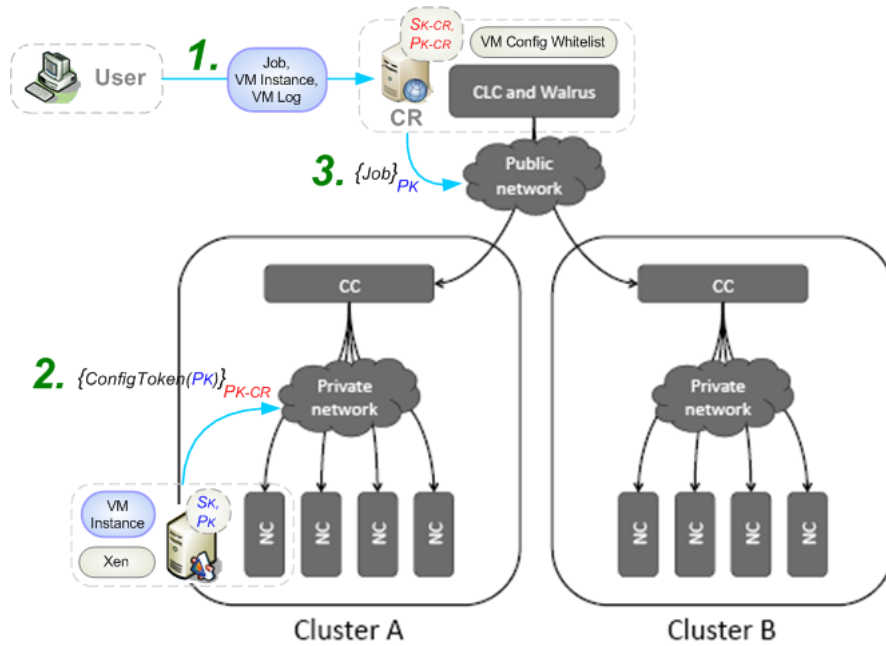 User
1.
Job,
VM Instance,
VM Log
SK-CR,
PK-CR
VM Config Whitelist
CR
CLC and Walrus
3. {Job}PK
Public
network
CC
CC
2. {ConfigToken(PK)}PK-CR
Private
network
Private
network
VM
Instance
Xen
SK,
PK
NC
NC
NC
NC
NC
NC
NC
NC
Cluster A
Cluster B